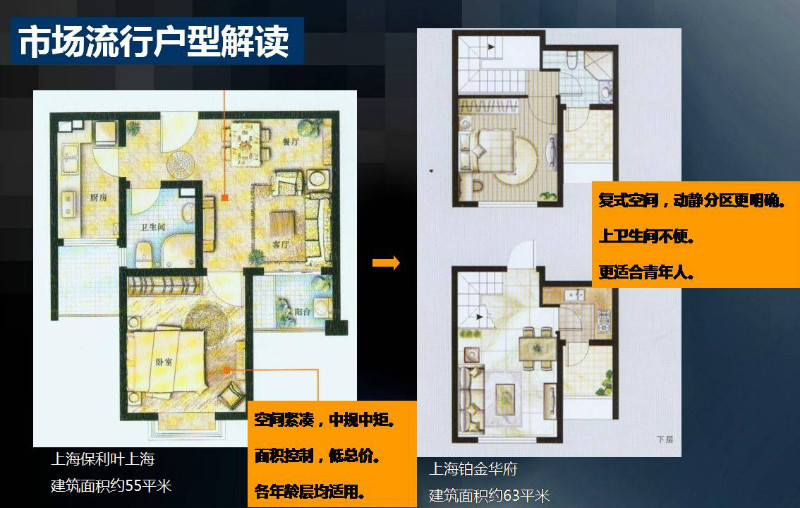 市场流行户型解读
厨房
餐厅
卫生间
客厅
阳台
卧室
空间紧凑，中规中矩。
面积控制，低总价。
各年龄层均适用。
上海保利叶上海
建筑面积约55平米
复式空间，动静分区更明确。
上卫生间不便。
更适合青年人。
下层
上海铂金华府
建筑面积约63平米